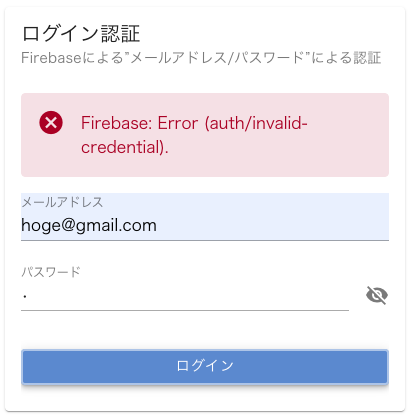 ログイン認証
Firebaseによる”メールアドレス/パスワード”による認証
Firebase: Error (auth/invalid-
credential).
メールアドレス
hoge@gmail.com
パスワード
・
ログイン